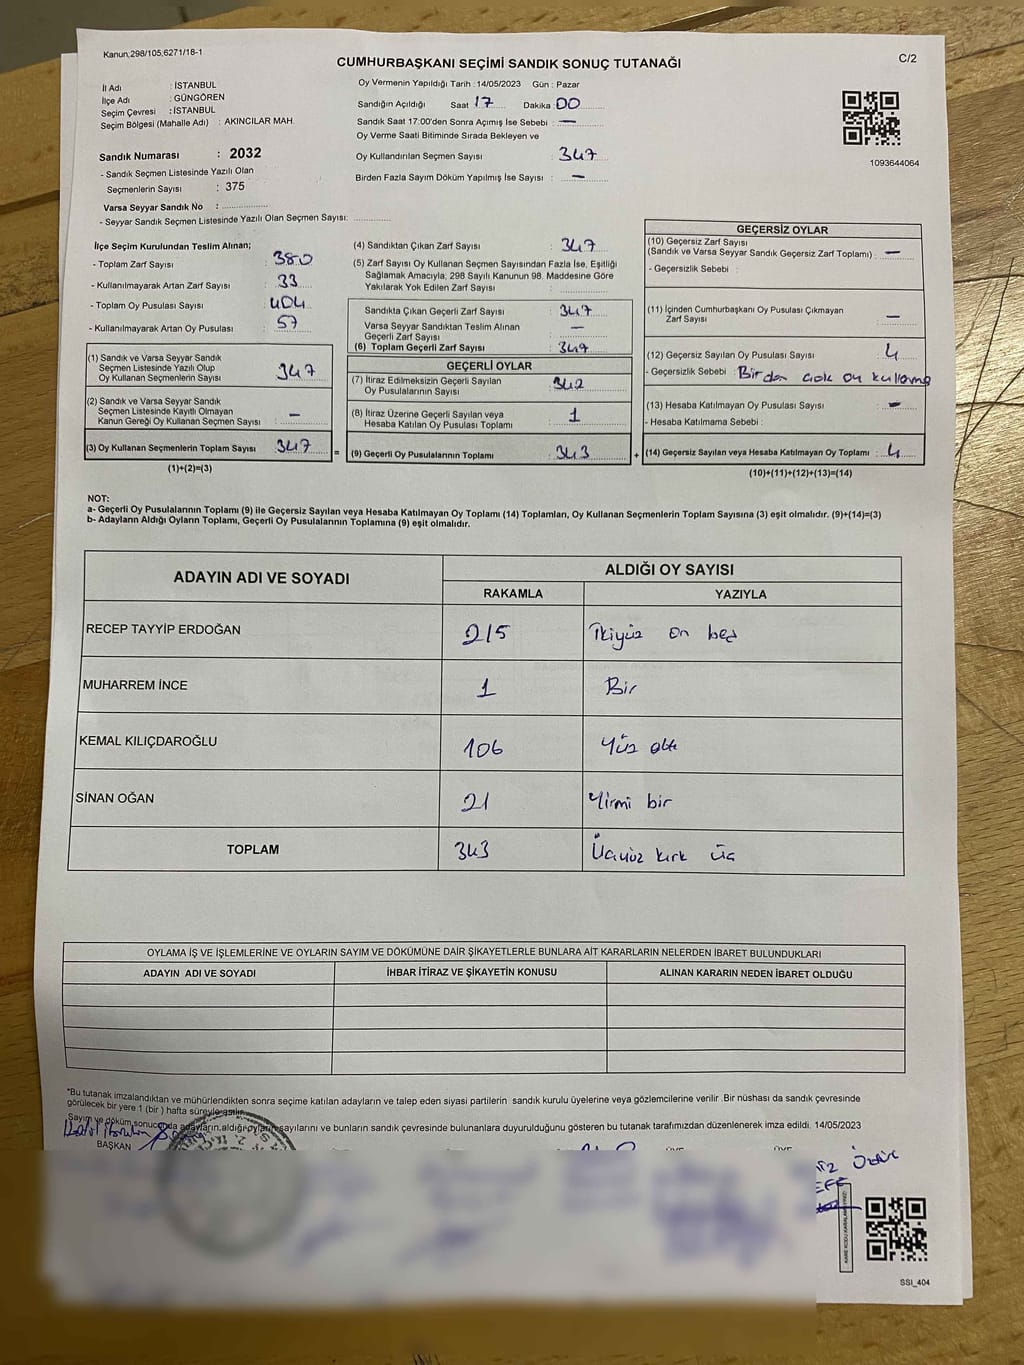 Kanun;298/105,6271/18-1
CUMHURBAŞKANI SEÇİMİ SANDIK SONUÇ TUTANAĞI
C/2
İl Adı : İSTANBUL
İlçe Adı : GÜNGÖREN
Seçim Çevresi : İSTANBUL
Seçim Bölgesi (Mahalle Adı) : AKINCILAR MAH.
Sandık Numarası : 2032
- Sandık Seçmen Listesinde Yazılı Olan
Seçmenlerin Sayısı : 375
Varsa Seyyar Sandık No : ................
- Seyyar Sandık Seçmen Listesinde Yazılı Olan Seçmen Sayısı: .............
Oy Vermenin Yapıldığı Tarih : 14/05/2023 Gün : Pazar
Sandığın Açıldığı Saat 17 Dakika : 00
Sandık Saat 17:00'den Sonra Açımış İse Sebebi : —
Oy Verme Saati Bitiminde Sırada Bekleyen ve
Oy Kullandırılan Seçmen Sayısı : 347
Birden Fazla Sayım Döküm Yapılmış İse Sayısı : —
1093644064
İlçe Seçim Kurulundan Teslim Alınan;
- Toplam Zarf Sayısı : 380
- Kullanılmayarak Artan Zarf Sayısı : 33
- Toplam Oy Pusulası Sayısı : 404
- Kullanılmayarak Artan Oy Pusulası : 57
(1) Sandık ve Varsa Seyyar Sandık
Seçmen Listesinde Yazılı Olup
Oy Kullanan Seçmenlerin Sayısı : 347
(2) Sandık ve Varsa Seyyar Sandık
Seçmen Listesinde Kayıtlı Olmayan
Kanun Gereği Oy Kullanan Seçmen Sayısı : —
(3) Oy Kullanan Seçmenlerin Toplam Sayısı : 347
(1)+(2)=(3)
(4) Sandıktan Çıkan Zarf Sayısı : 347
(5) Zarf Sayısı Oy Kullanan Seçmen Sayısından Fazla İse, Eşitliği
Sağlamak Amacıyla; 298 Sayılı Kanunun 98. Maddesine Göre
Yakılarak Yok Edilen Zarf Sayısı :
Sandıkta Çıkan Geçerli Zarf Sayısı : 347
Varsa Seyyar Sandıktan Teslim Alınan
Geçerli Zarf Sayısı : —
(6) Toplam Geçerli Zarf Sayısı : 347
GEÇERLİ OYLAR
(7) İtiraz Edilmeksizin Geçerli Sayılan
Oy Pusulalarının Sayısı : 342
(8) İtiraz Üzerine Geçerli Sayılan veya
Hesaba Katılan Oy Pusulası Toplamı : 1
= (9) Geçerli Oy Pusulalarının Toplamı : 343
GEÇERSİZ OYLAR
(10) Geçersiz Zarf Sayısı
(Sandık ve Varsa Seyyar Sandık Geçersiz Zarf Toplamı) : —
- Geçersizlik Sebebi :
(11) İçinden Cumhurbaşkanı Oy Pusulası Çıkmayan
Zarf Sayısı : —
(12) Geçersiz Sayılan Oy Pusulası Sayısı : 4
- Geçersizlik Sebebi : Birden çok oy kullanma
(13) Hesaba Katılmayan Oy Pusulası Sayısı : —
- Hesaba Katılmama Sebebi :
+ (14) Geçersiz Sayılan veya Hesaba Katılmayan Oy Toplamı : 4
(10)+(11)+(12)+(13)=(14)
NOT:
a- Geçerli Oy Pusulalarının Toplamı (9) ile Geçersiz Sayılan veya Hesaba Katılmayan Oy Toplamı (14) Toplamları, Oy Kullanan Seçmenlerin Toplam Sayısına (3) eşit olmalıdır. (9)+(14)=(3)
b- Adayların Aldığı Oyların Toplamı, Geçerli Oy Pusulalarının Toplamına (9) eşit olmalıdır.
ADAYIN ADI VE SOYADI ALDIĞI OY SAYISI
RAKAMLA YAZIYLA
RECEP TAYYİP ERDOĞAN 215 İkiyüz on beş
MUHARREM İNCE 1 Bir
KEMAL KILIÇDAROĞLU 106 Yüz altı
SİNAN OĞAN 21 Yirmi bir
TOPLAM 343 Üçyüz kırk üç
OYLAMA İŞ VE İŞLEMLERİNE VE OYLARIN SAYIM VE DÖKÜMÜNE DAİR ŞİKAYETLERLE BUNLARA AİT KARARLARIN NELERDEN İBARET BULUNDUKLARI
ADAYIN ADI VE SOYADI İHBAR İTİRAZ VE ŞİKAYETİN KONUSU ALINAN KARARIN NEDEN İBARET OLDUĞU
*Bu tutanak imzalandıktan ve mühürlendikten sonra seçime katılan adayların ve talep eden siyasi partilerin sandık kurulu üyelerine veya gözlemcilerine verilir .Bir nüshası da sandık çevresinde
görülecek bir yere 1 (bir ) hafta süreyle asılır.
Sayım ve döküm sonucunda adayların,aldığı oyların sayılarını ve bunların sandık çevresinde bulunanlara duyurulduğunu gösteren bu tutanak tarafımızdan düzenlenerek imza edildi. 14/05/2023
BAŞKAN
SSI_404